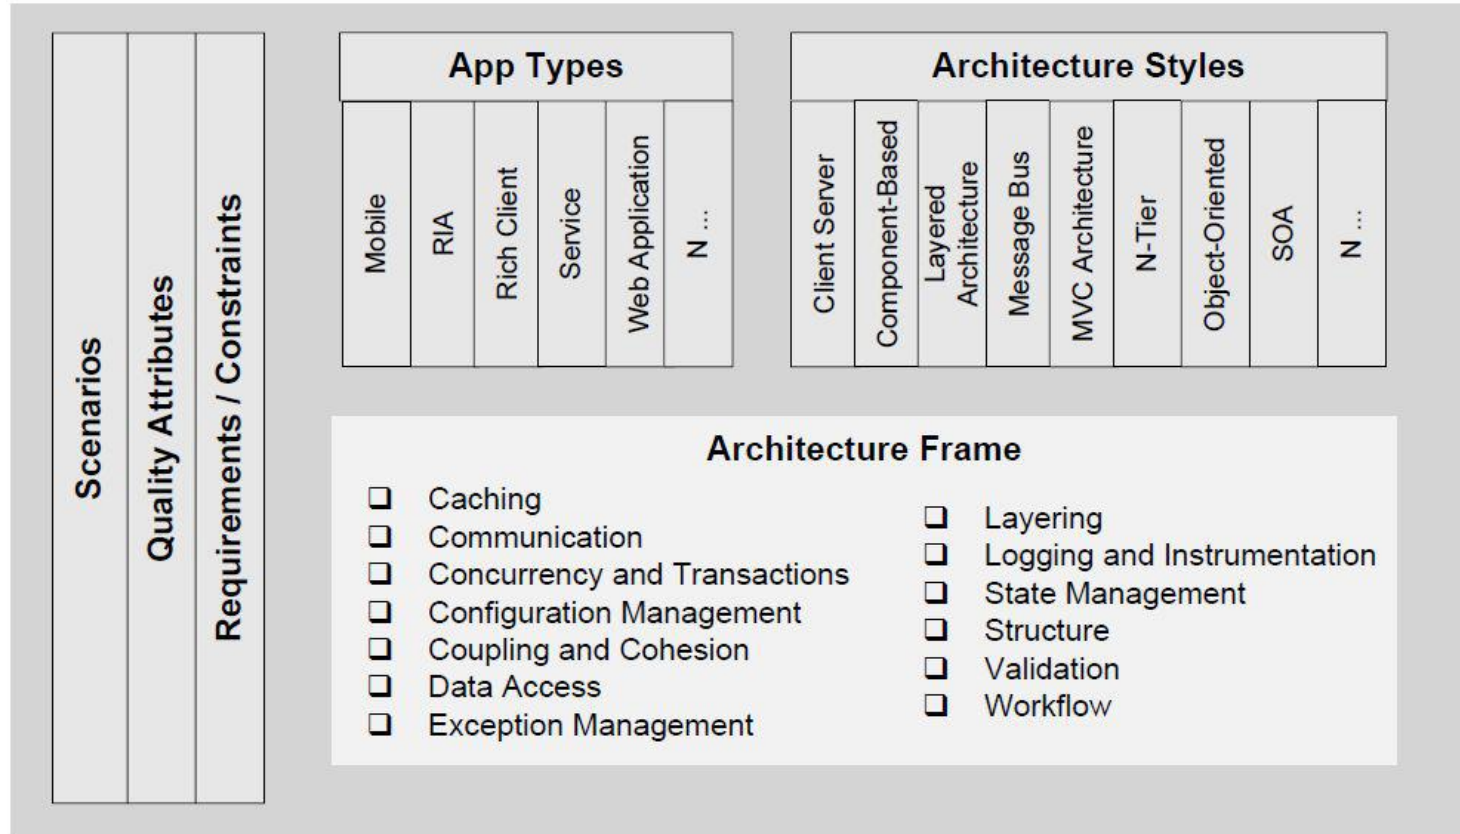 Scenarios
Quality Attributes
Requirements / Constraints
App Types
Mobile
RIA
Rich Client
Service
Web Application
N ...
Architecture Styles
Client Server
Component-Based
Layered
Architecture
Message Bus
MVC Architecture
N-Tier
Object-Oriented
SOA
N ...
Architecture Frame
❑ Caching
❑ Communication
❑ Concurrency and Transactions
❑ Configuration Management
❑ Coupling and Cohesion
❑ Data Access
❑ Exception Management
❑ Layering
❑ Logging and Instrumentation
❑ State Management
❑ Structure
❑ Validation
❑ Workflow